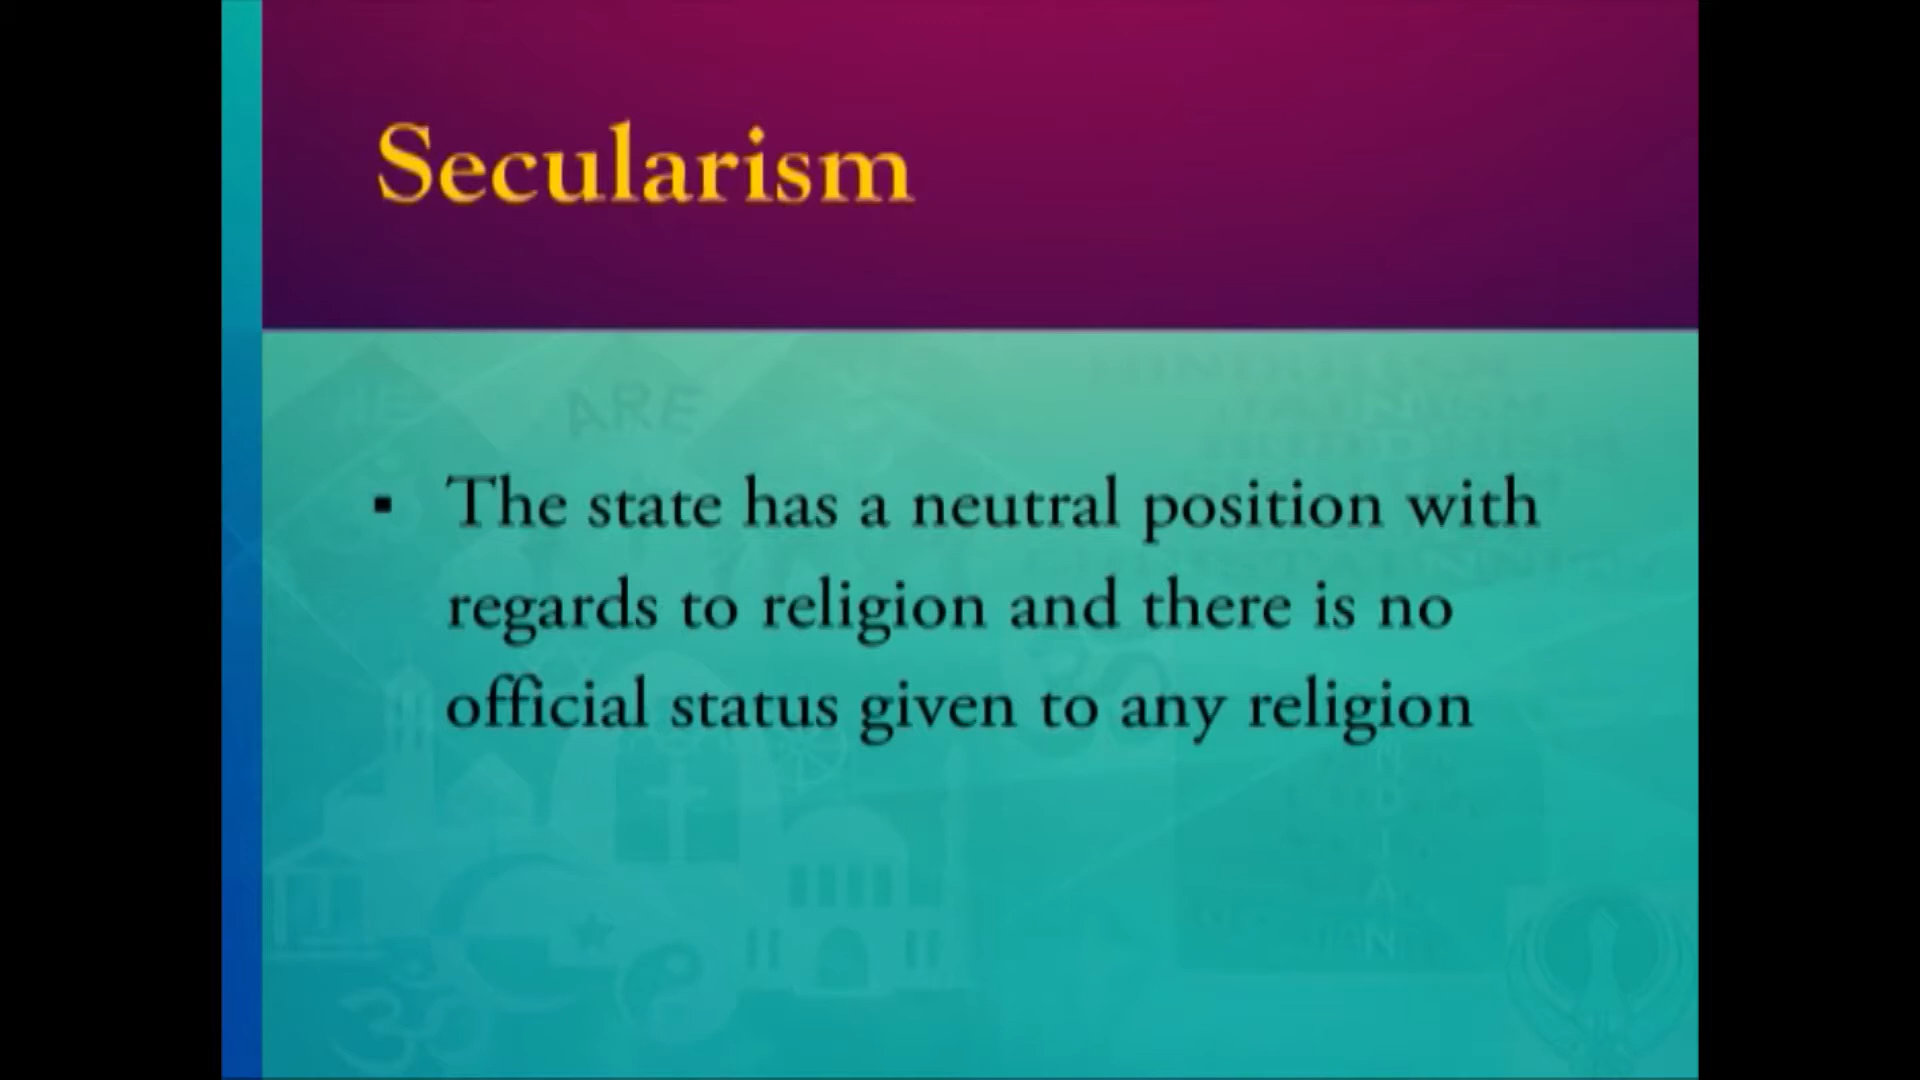 Secularism
ARE
▪ The state has a neutral position with
regards to religion and there is no
official status given to any religion